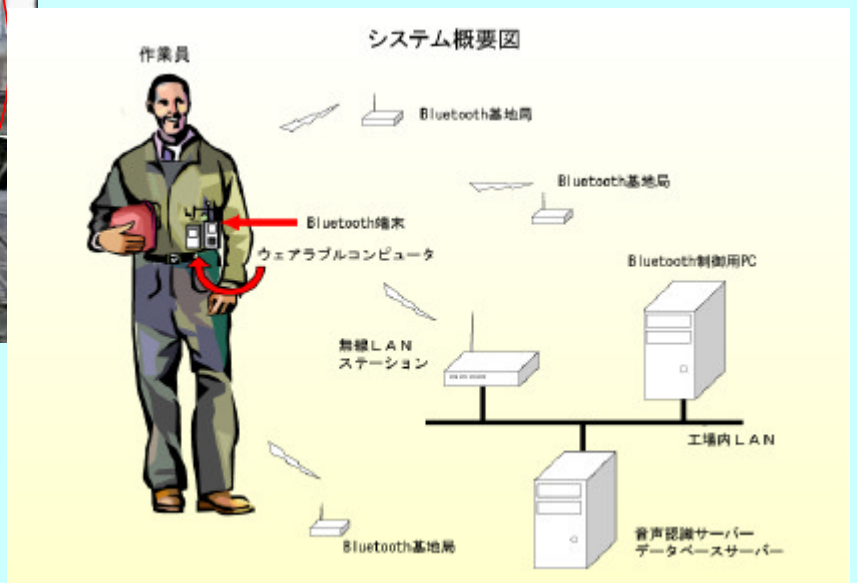 システム概要図
作業員
Bluetooth基地局
Bluetooth基地局
Bluetooth端末
ウェアラブルコンピュータ
Bluetooth制御用PC
無線ＬＡＮ
ステーション
工場内ＬＡＮ
音声認識サーバー
データベースサーバー
Bluetooth基地局